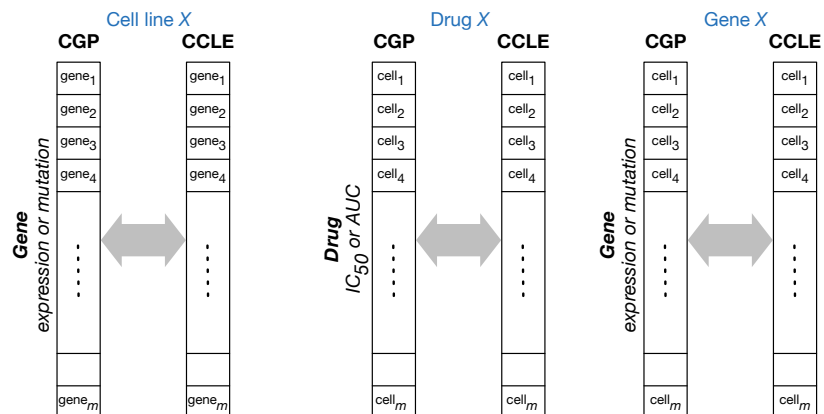 Cell line X
CGP CCLE
gene1 gene1
gene2 gene2
gene3 gene3
gene4 gene4
genem genem
Gene
expression or mutation
Drug X
CGP CCLE
cell1 cell1
cell2 cell2
cell3 cell3
cell4 cell4
cellm cellm
Drug
IC50 or AUC
Gene X
CGP CCLE
cell1 cell1
cell2 cell2
cell3 cell3
cell4 cell4
cellm cellm
Gene
expression or mutation